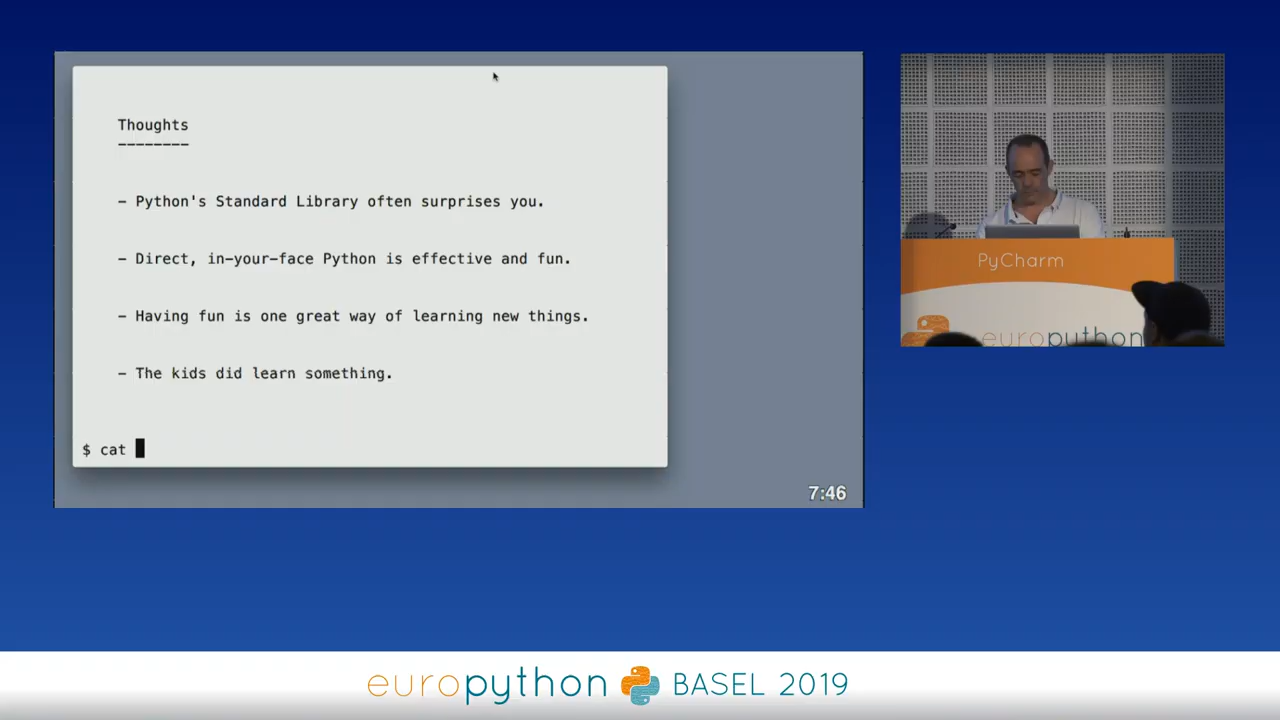 Thoughts
--------
- Python's Standard Library often surprises you.
- Direct, in-your-face Python is effective and fun.
- Having fun is one great way of learning new things.
- The kids did learn something.
$ cat
7:46
PyCharm
europython
europython BASEL 2019